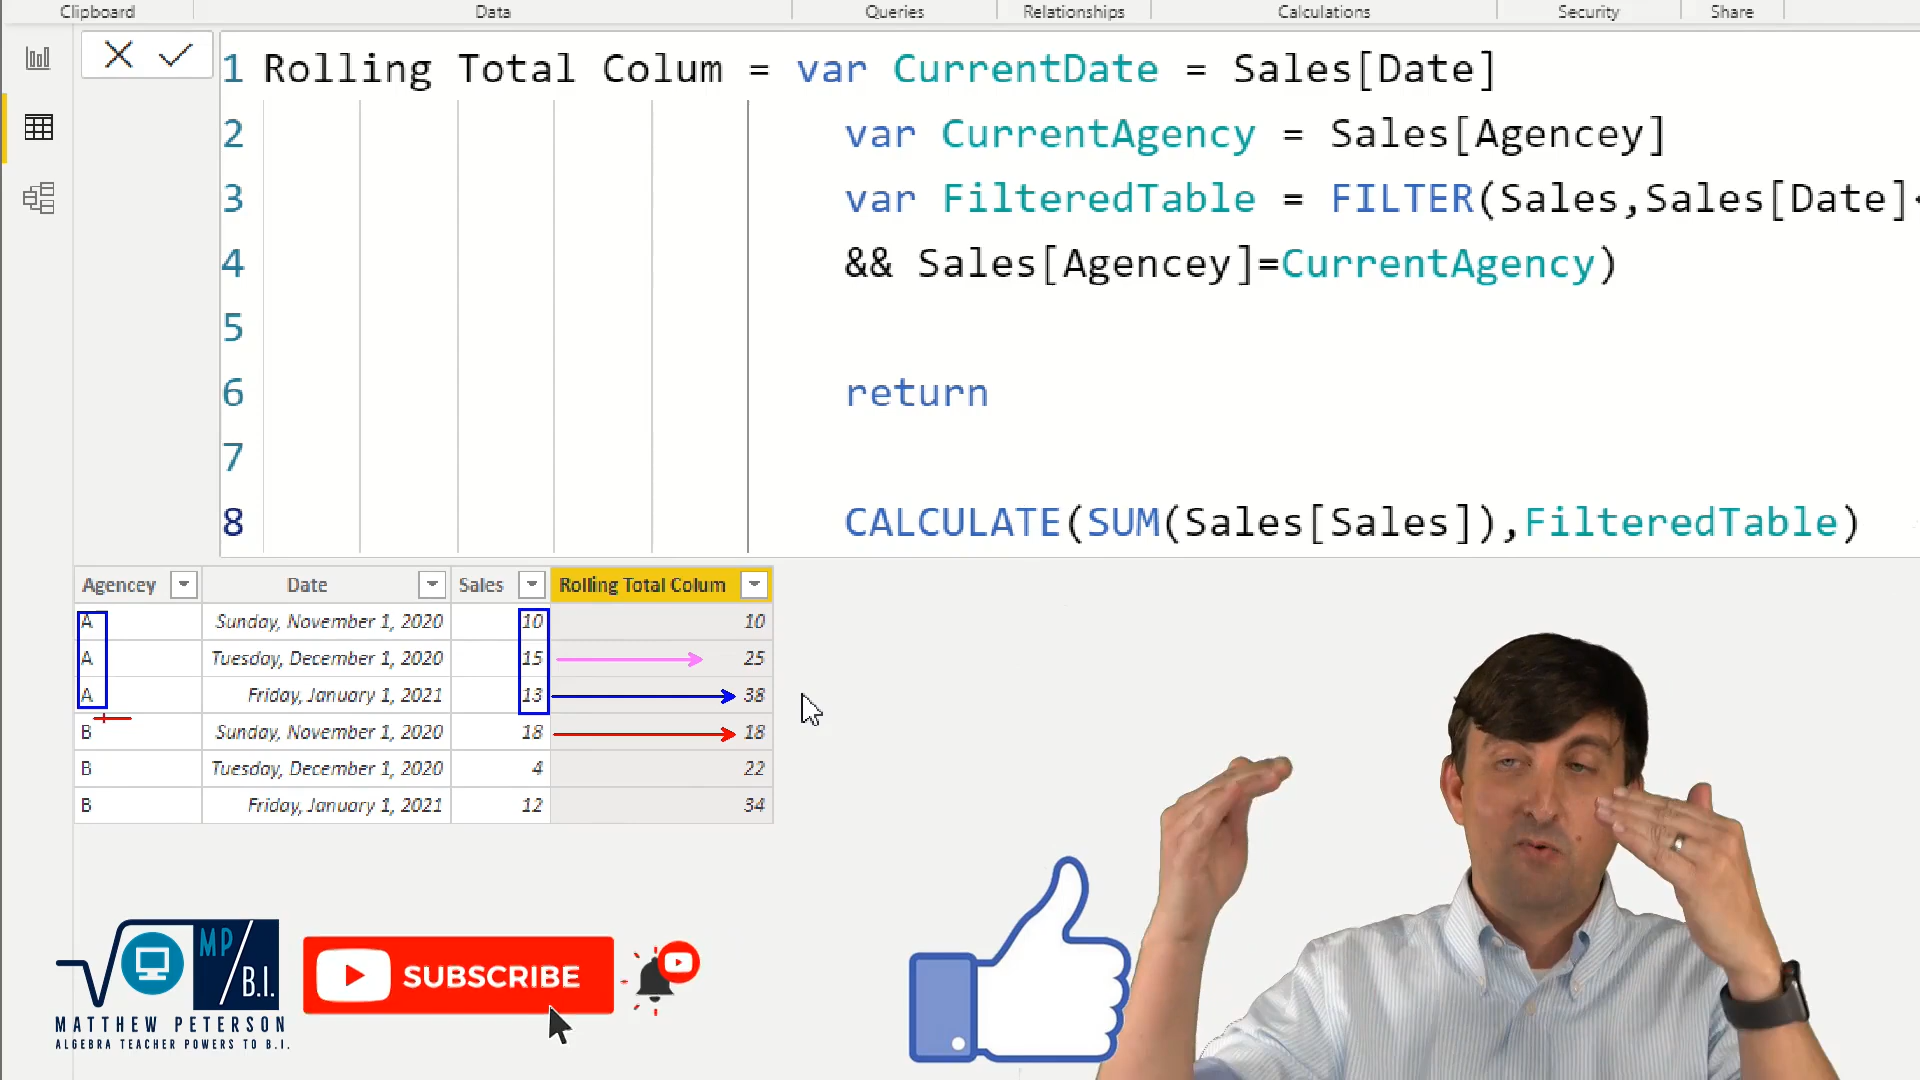 Clipboard Data Queries Relationships Calculations Security Share
1 Rolling Total Colum = var CurrentDate = Sales[Date]
2 var CurrentAgency = Sales[Agencey]
3 var FilteredTable = FILTER(Sales,Sales[Date]<
4 && Sales[Agencey]=CurrentAgency)
5
6 return
7
8 CALCULATE(SUM(Sales[Sales]),FilteredTable)
Agencey Date Sales Rolling Total Colum
A Sunday, November 1, 2020 10 10
A Tuesday, December 1, 2020 15 25
A Friday, January 1, 2021 13 38
B Sunday, November 1, 2020 18 18
B Tuesday, December 1, 2020 4 22
B Friday, January 1, 2021 12 34
MP/B.I.
MATTHEW PETERSON
ALGEBRA TEACHER POWERS TO B.I.
SUBSCRIBE